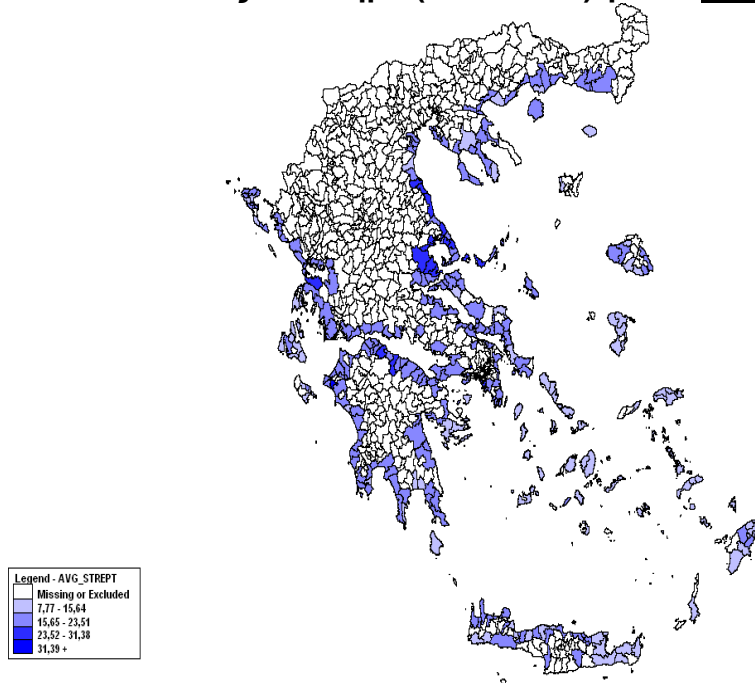 Legend - AVG_STREPT
Missing or Excluded
7,77 - 15,64
15,65 - 23,51
23,52 - 31,38
31,39 +